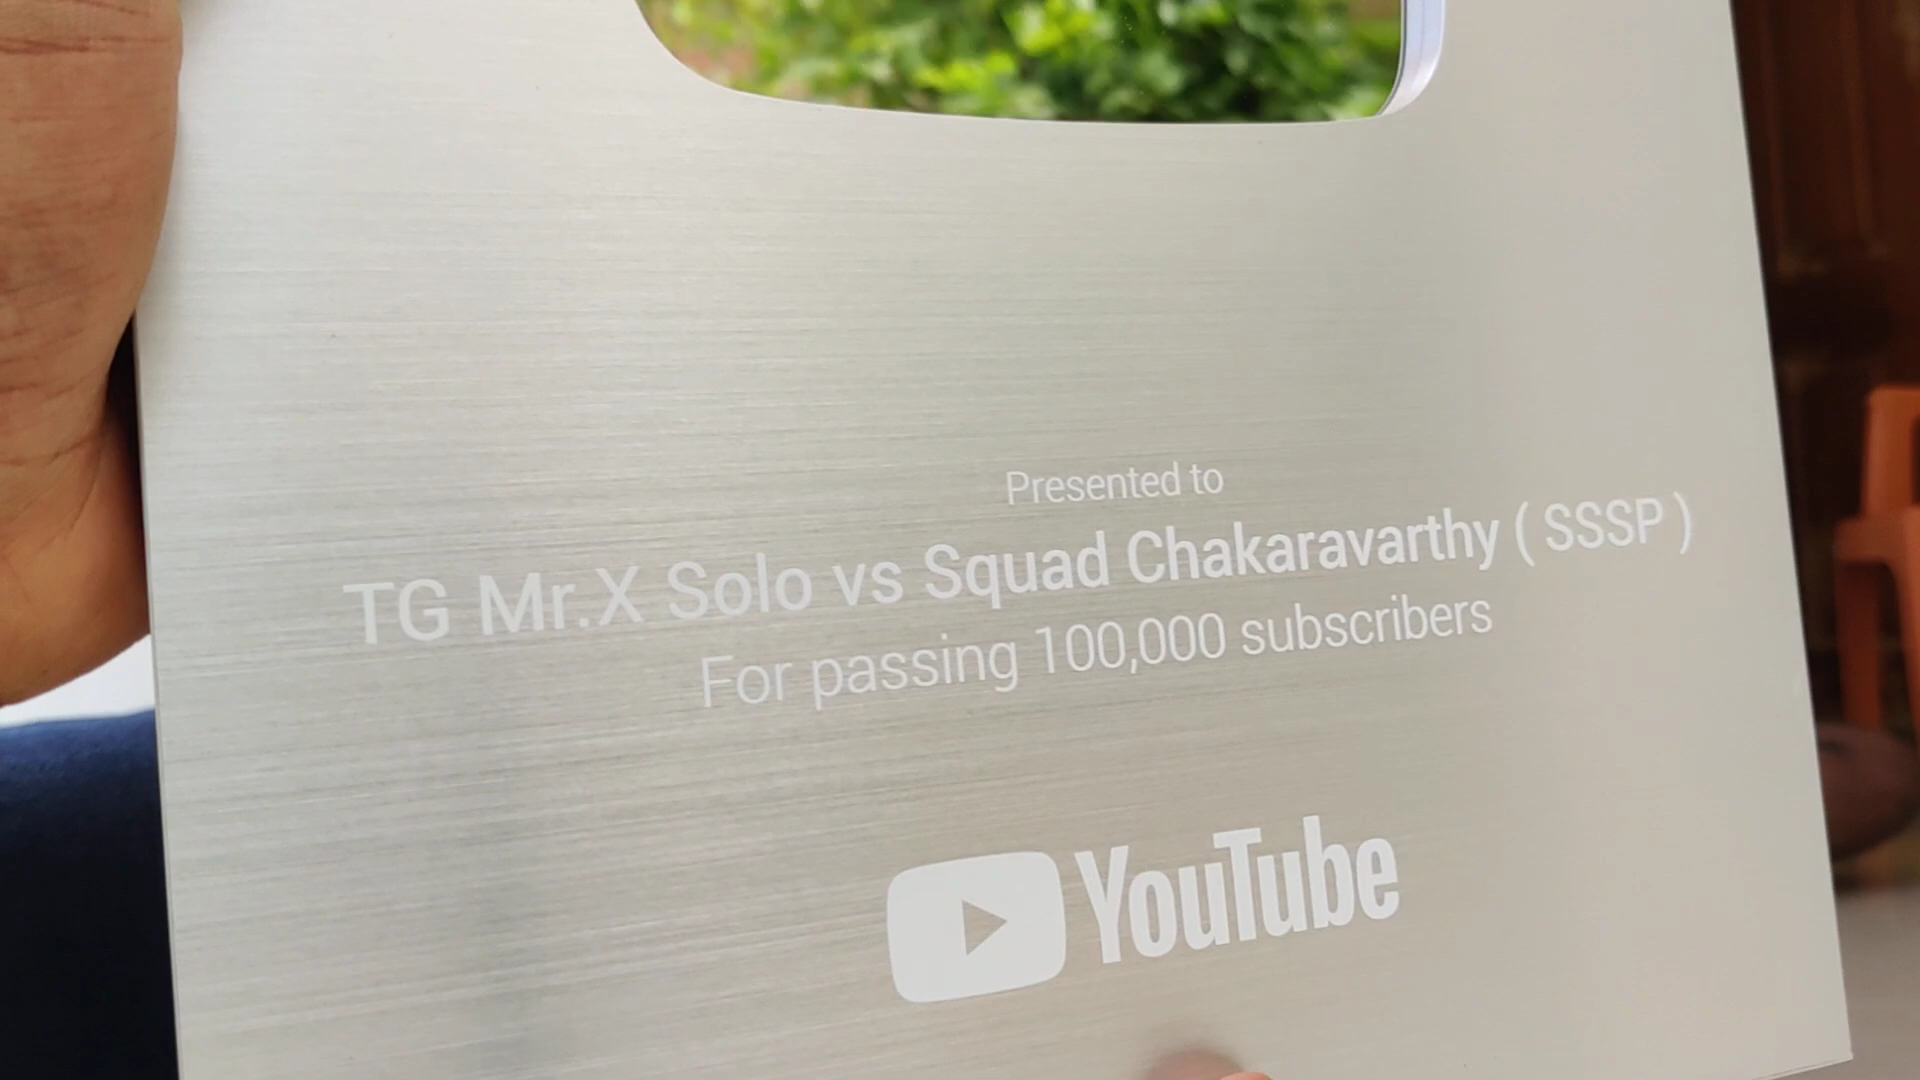 Presented to
TG Mr.X Solo vs Squad Chakaravarthy ( SSSP )
For passing 100,000 subscribers
YouTube